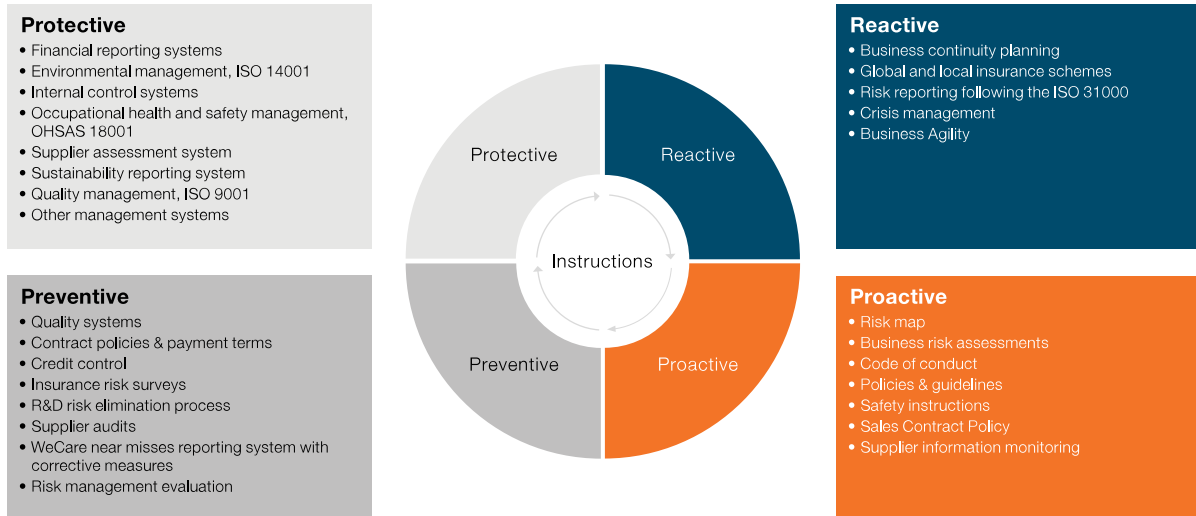 Protective
• Financial reporting systems
• Environmental management, ISO 14001
• Internal control systems
• Occupational health and safety management,
OHSAS 18001
• Supplier assessment system
• Sustainability reporting system
• Quality management, ISO 9001
• Other management systems
Preventive
• Quality systems
• Contract policies & payment terms
• Credit control
• Insurance risk surveys
• R&D risk elimination process
• Supplier audits
• WeCare near misses reporting system with
corrective measures
• Risk management evaluation
Protective
Reactive
Instructions
Preventive
Proactive
Reactive
• Business continuity planning
• Global and local insurance schemes
• Risk reporting following the ISO 31000
• Crisis management
• Business Agility
Proactive
• Risk map
• Business risk assessments
• Code of conduct
• Policies & guidelines
• Safety instructions
• Sales Contract Policy
• Supplier information monitoring